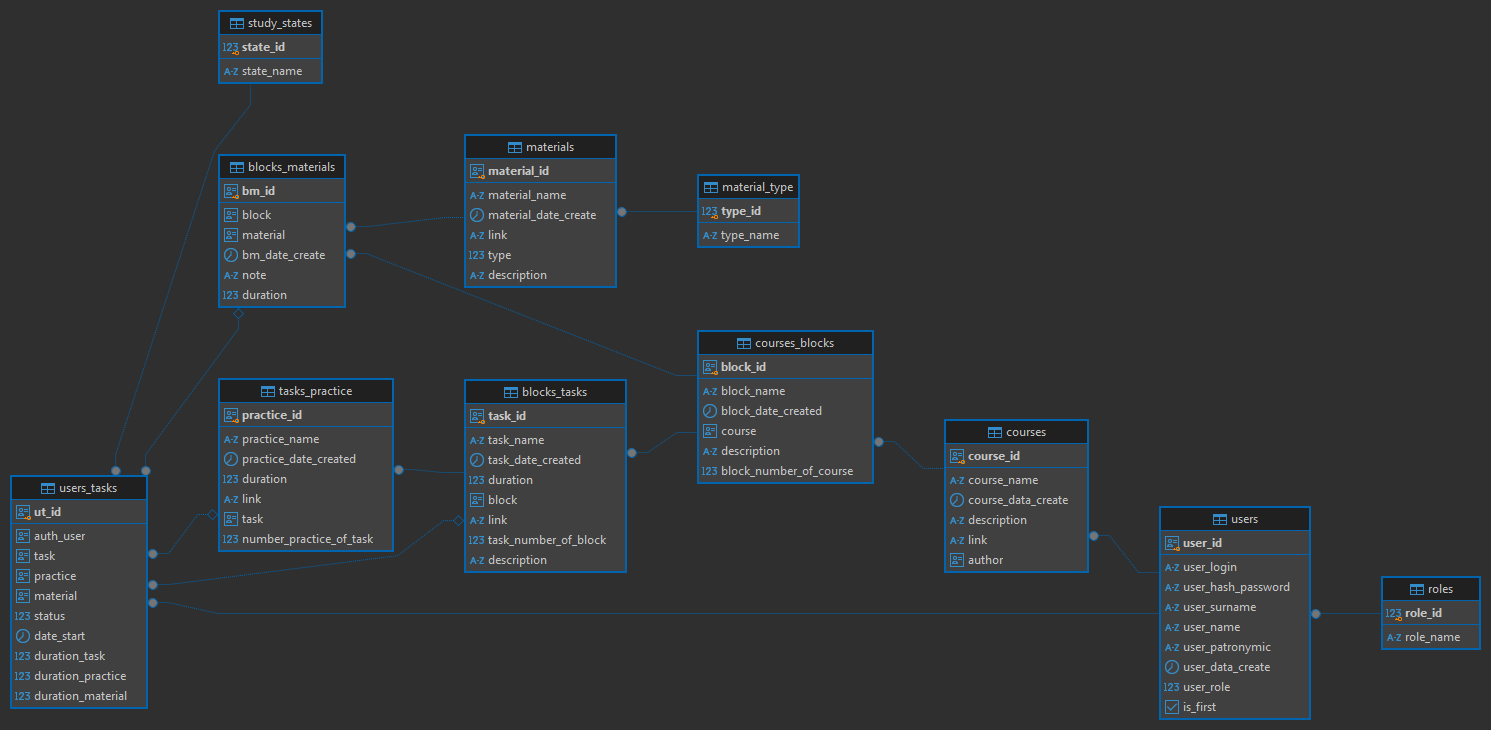 study_states
123 state_id
A-Z state_name
blocks_materials
bm_id
block
material
bm_date_create
A-Z note
123 duration
materials
material_id
A-Z material_name
material_date_create
A-Z link
123 type
A-Z description
material_type
123 type_id
A-Z type_name
courses_blocks
block_id
A-Z block_name
block_date_created
course
A-Z description
123 block_number_of_course
tasks_practice
practice_id
A-Z practice_name
practice_date_created
123 duration
A-Z link
task
123 number_practice_of_task
blocks_tasks
task_id
A-Z task_name
task_date_created
123 duration
block
A-Z link
123 task_number_of_block
A-Z description
courses
course_id
A-Z course_name
course_data_create
A-Z description
A-Z link
author
users_tasks
ut_id
auth_user
task
practice
material
123 status
date_start
123 duration_task
123 duration_practice
123 duration_material
users
user_id
A-Z user_login
A-Z user_hash_password
A-Z user_surname
A-Z user_name
A-Z user_patronymic
user_data_create
123 user_role
is_first
roles
123 role_id
A-Z role_name